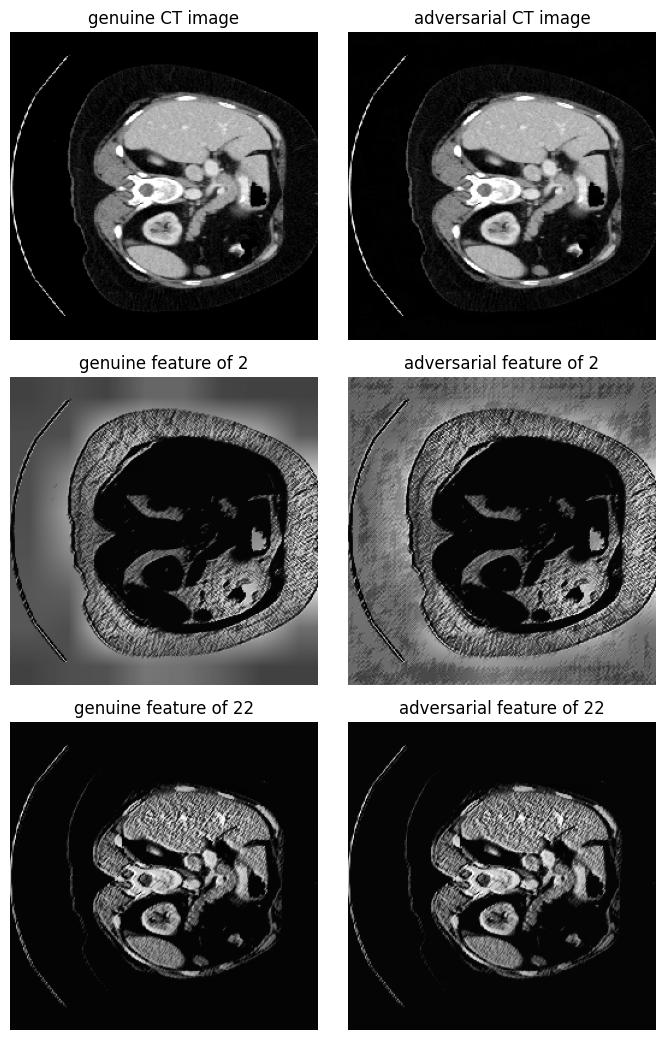 genuine CT image
adversarial CT image
genuine feature of 2
adversarial feature of 2
genuine feature of 22
adversarial feature of 22